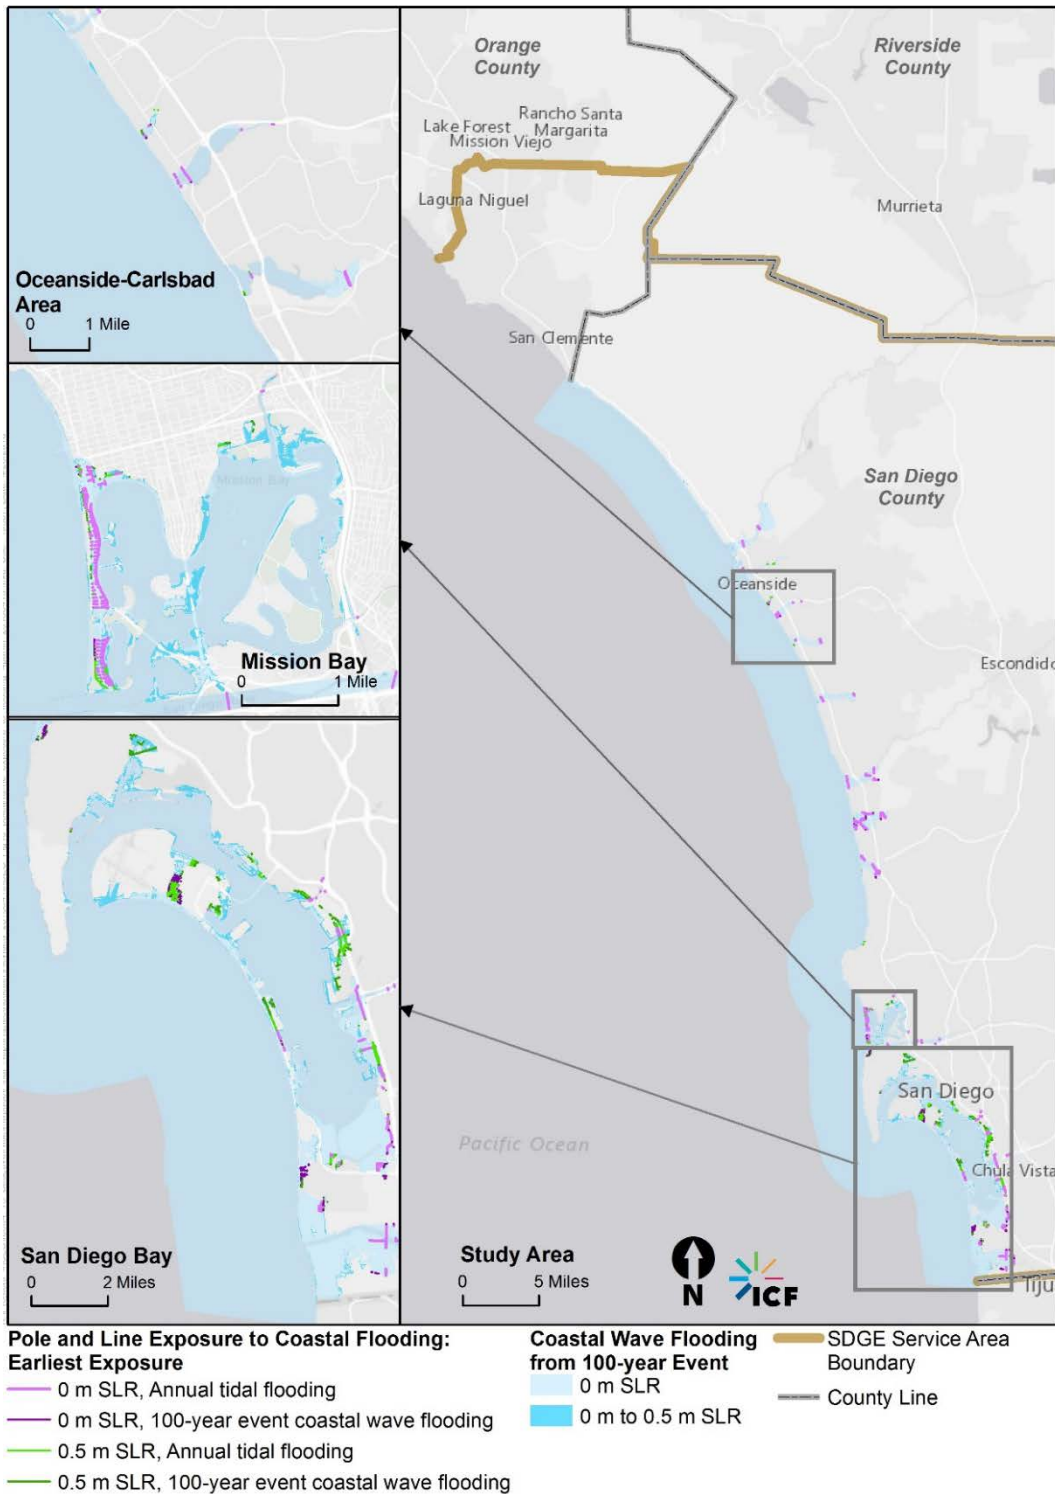 Orange
County
Riverside
County
Rancho Santa
Margarita
Lake Forest
Mission Viejo
Laguna Niguel
Murrieta
San Clemente
San Diego
County
Oceanside
Escondido
San Diego
Chula Vista
Pacific Ocean
Oceanside-Carlsbad
Area
0 1 Mile
Mission Bay
Mission Bay
0 1 Mile
San Diego Bay
0 2 Miles
Study Area
0 5 Miles
N
ICF
Tiju
Pole and Line Exposure to Coastal Flooding:
Earliest Exposure
0 m SLR, Annual tidal flooding
0 m SLR, 100-year event coastal wave flooding
0.5 m SLR, Annual tidal flooding
0.5 m SLR, 100-year event coastal wave flooding
Coastal Wave Flooding
from 100-year Event
0 m SLR
0 m to 0.5 m SLR
SDGE Service Area
Boundary
County Line